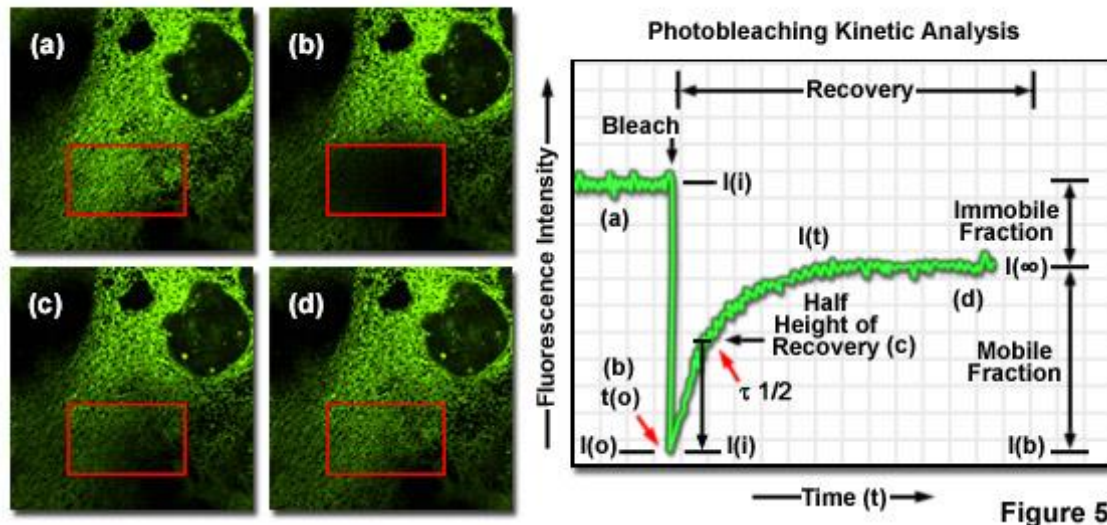 (a)
(b)
(c)
(d)
Photobleaching Kinetic Analysis
Recovery
Bleach
I(i)
(a)
Immobile
Fraction
I(t)
I(∞)
(d)
Half
Height of
Recovery (c)
Mobile
Fraction
(b)
t(o)
τ 1/2
I(o)
I(i)
I(b)
Fluorescence Intensity
Time (t)
Figure 5